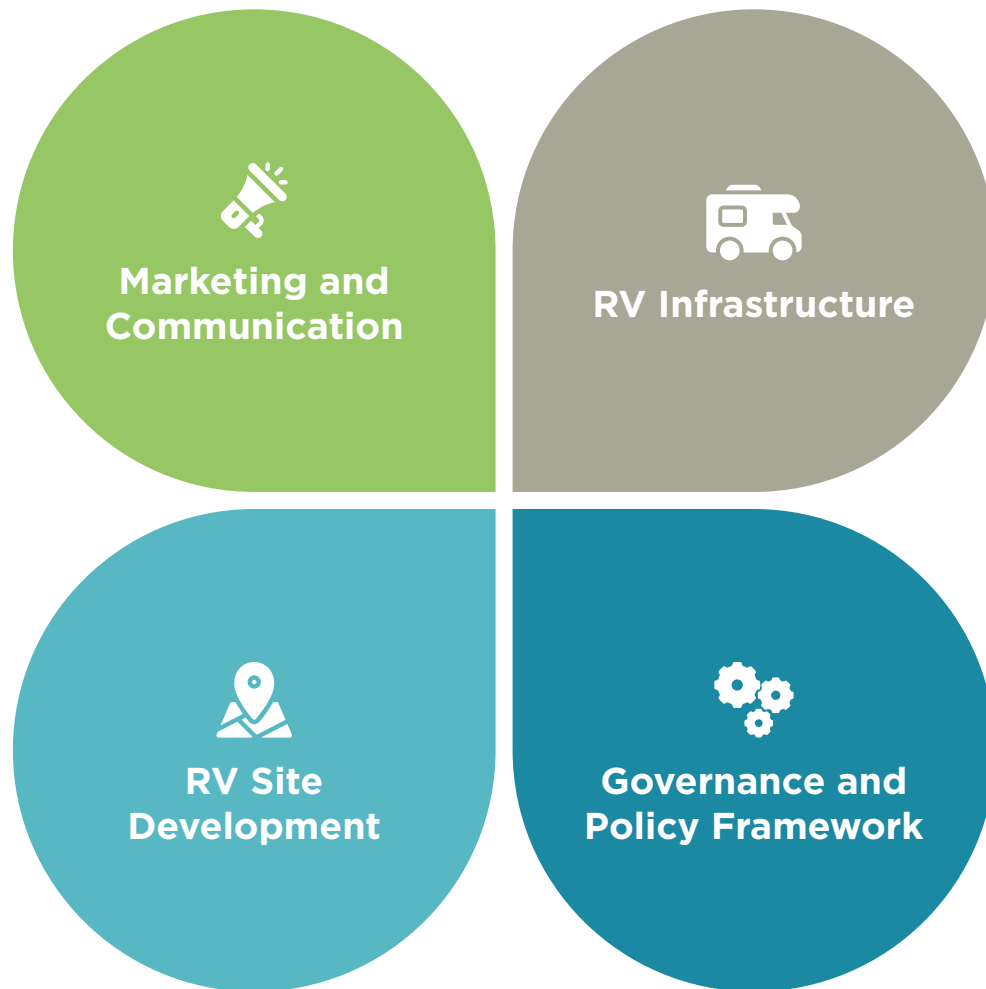 Marketing and
Communication
RV Infrastructure
RV Site
Development
Governance and
Policy Framework